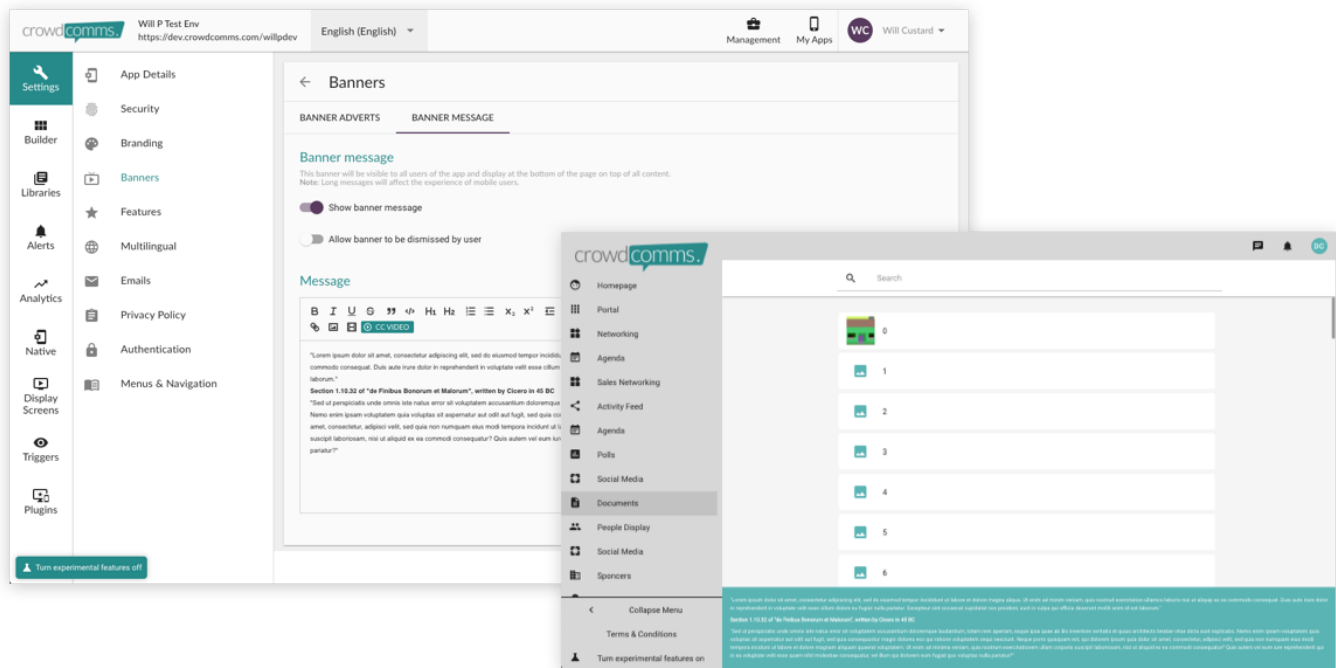 crowdcomms.
Will P Test Env
https://dev.crowdcomms.com/willpdev
English (English)
Management
My Apps
WC
Will Custard
Settings
Builder
Libraries
Alerts
Analytics
Native
Display
Screens
Triggers
Plugins
Turn experimental features off
App Details
Security
Branding
Banners
Features
Multilingual
Emails
Privacy Policy
Authentication
Menus & Navigation
Banners
BANNER ADVERTS
BANNER MESSAGE
Banner message
This banner will be visible to all users of the app and display at the bottom of the page on top of all content.
Note: Long messages will affect the experience of mobile users.
Show banner message
Allow banner to be dismissed by user
Message
B I U S H1 H2 X2 X2
CC VIDEO
"Lorem ipsum dolor sit amet, consectetur adipiscing elit, sed do eiusmod tempor incididu
commodo consequat. Duis aute irure dolor in reprehenderit in voluptate velit esse cillum
laborum."
Section 1.10.32 of "de Finibus Bonorum et Malorum", written by Cicero in 45 BC
"Sed ut perspiciatis unde omnis iste natus error sit voluptatem accusantium doloremque
Nemo enim ipsam voluptatem quia voluptas sit aspernatur aut odit aut fugit, sed quia co
amet, consectetur, adipisci velit, sed quia non numquam eius modi tempora incidunt ut l
suscipit laboriosam, nisi ut aliquid ex ea commodi consequatur? Quis autem vel eum iur
pariatur?"
crowdcomms.
DC
Homepage
Portal
Networking
Agenda
Sales Networking
Activity Feed
Agenda
Polls
Social Media
Documents
People Display
Social Media
Sponcers
Collapse Menu
Terms & Conditions
Turn experimental features on
Search
0
1
2
3
4
5
6
Section 1.10.32 of "de Finibus Bonorum et Malorum", written by Cicero in 45 BC